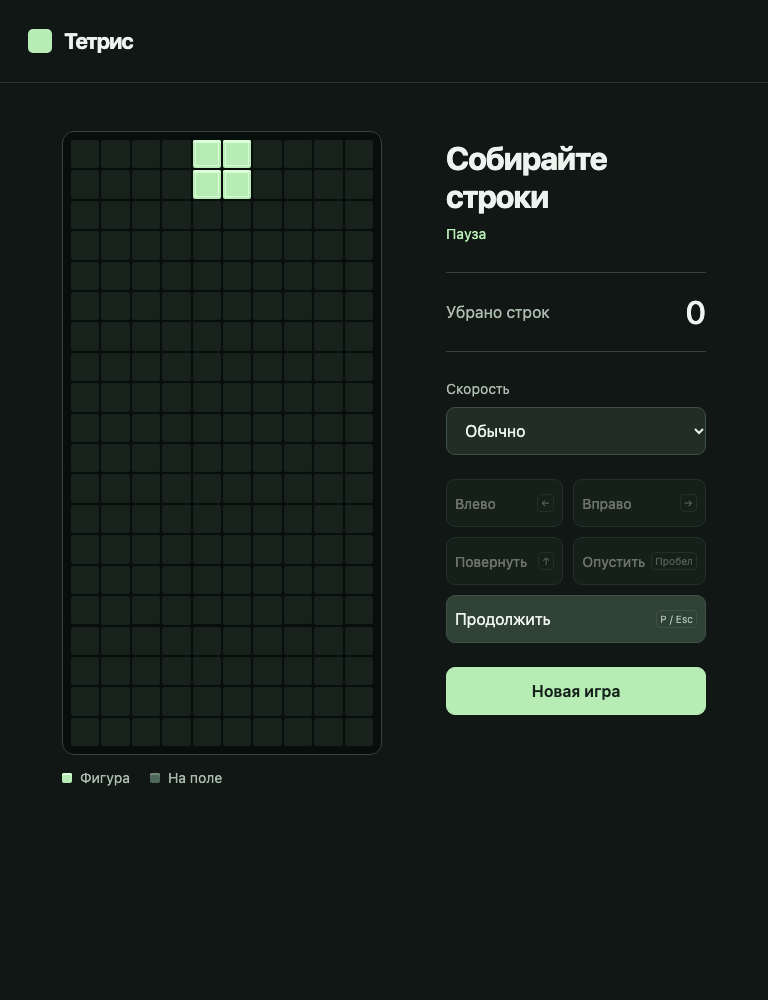 Тетрис
Собирайте
строки
Пауза
Убрано строк 0
Скорость
Обычно
Влево ←
Вправо →
Повернуть ↑
Опустить Пробел
Продолжить P / Esc
Новая игра
Фигура
На поле